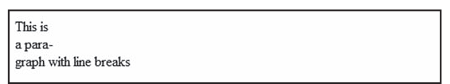 This is
a para-
graph with line breaks